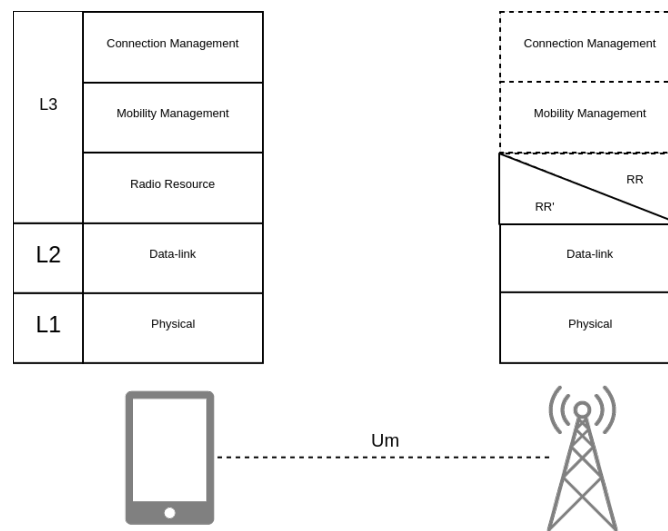 L3
Connection Management
Mobility Management
Radio Resource
L2
Data-link
L1
Physical
Connection Management
Mobility Management
RR
RR'
Data-link
Physical
Um